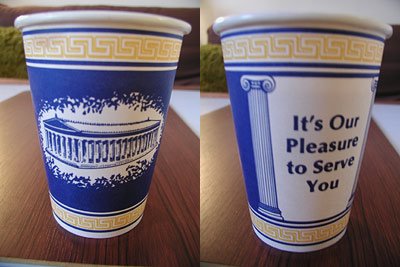 It's Our
Pleasure
to Serve
You